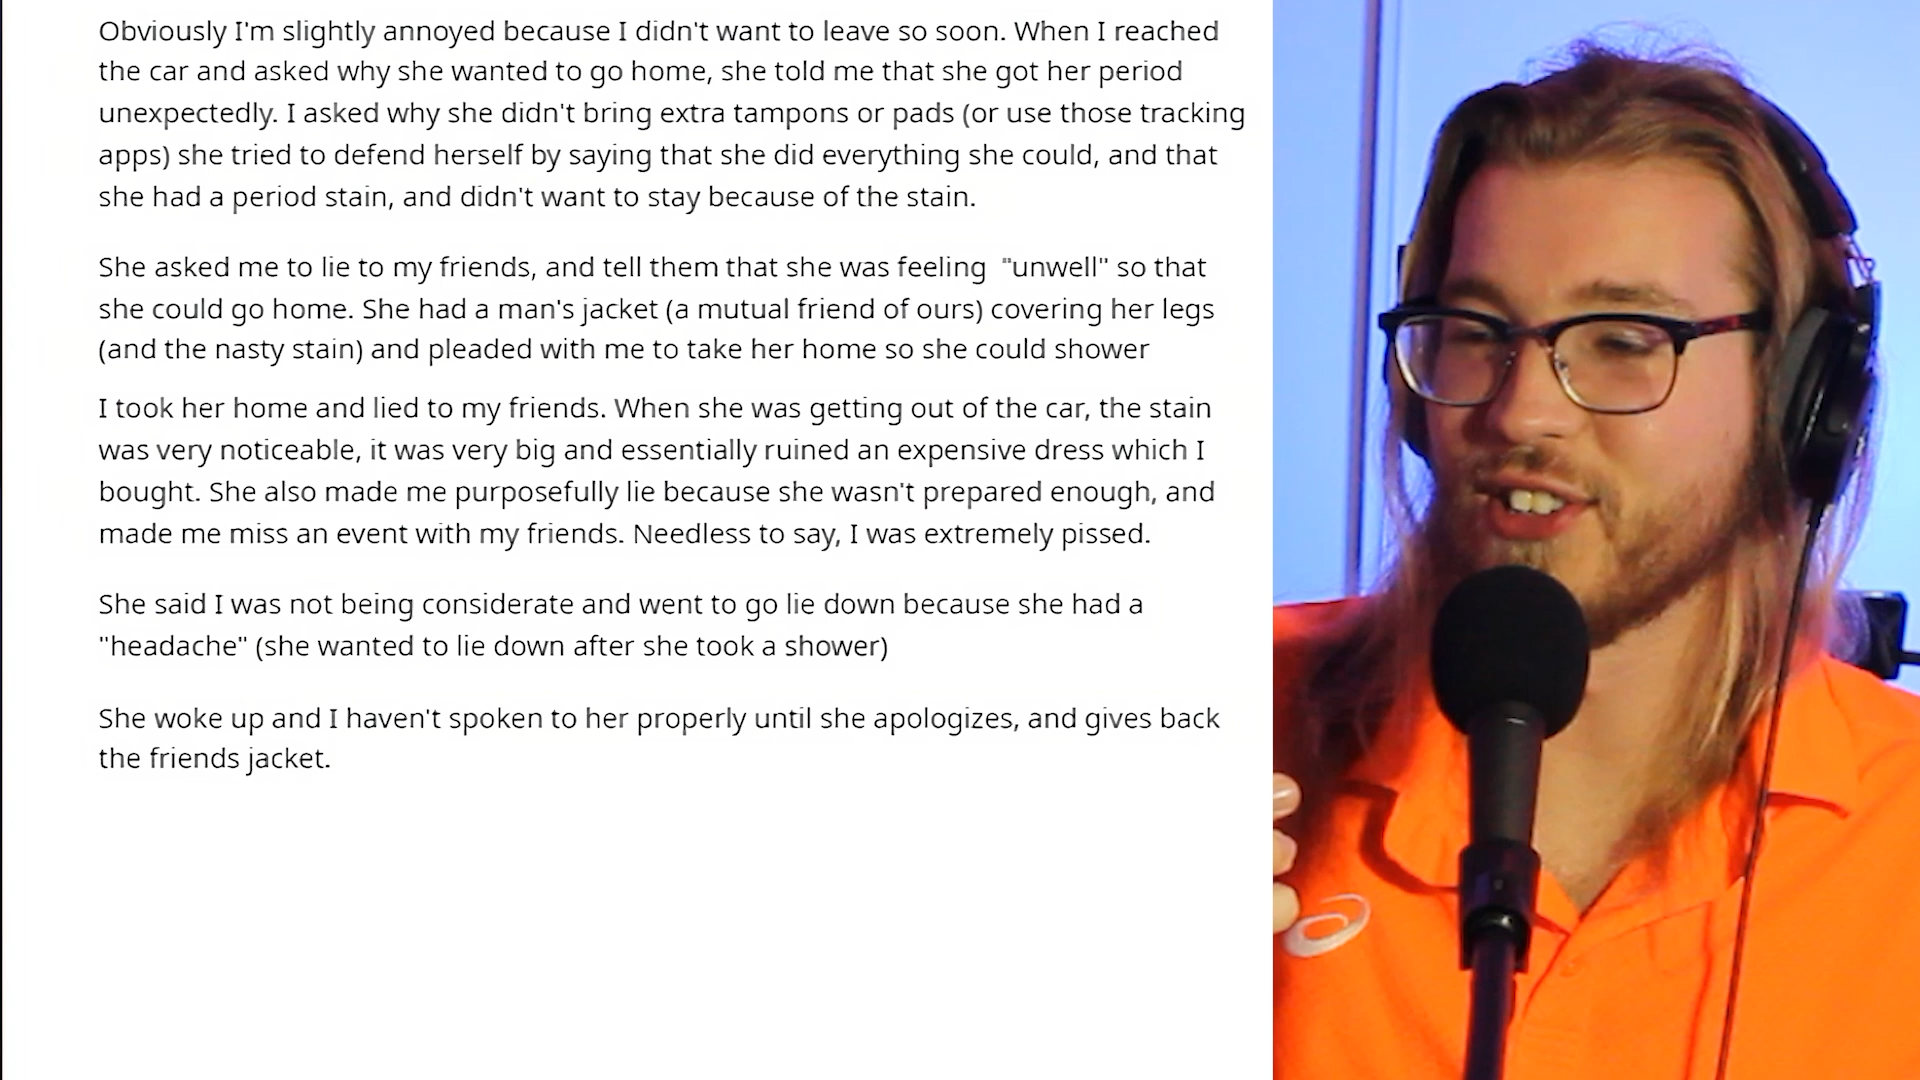 Obviously I'm slightly annoyed because I didn't want to leave so soon. When I reached
the car and asked why she wanted to go home, she told me that she got her period
unexpectedly. I asked why she didn't bring extra tampons or pads (or use those tracking
apps) she tried to defend herself by saying that she did everything she could, and that
she had a period stain, and didn't want to stay because of the stain.
She asked me to lie to my friends, and tell them that she was feeling "unwell" so that
she could go home. She had a man's jacket (a mutual friend of ours) covering her legs
(and the nasty stain) and pleaded with me to take her home so she could shower
I took her home and lied to my friends. When she was getting out of the car, the stain
was very noticeable, it was very big and essentially ruined an expensive dress which I
bought. She also made me purposefully lie because she wasn't prepared enough, and
made me miss an event with my friends. Needless to say, I was extremely pissed.
She said I was not being considerate and went to go lie down because she had a
"headache" (she wanted to lie down after she took a shower)
She woke up and I haven't spoken to her properly until she apologizes, and gives back
the friends jacket.